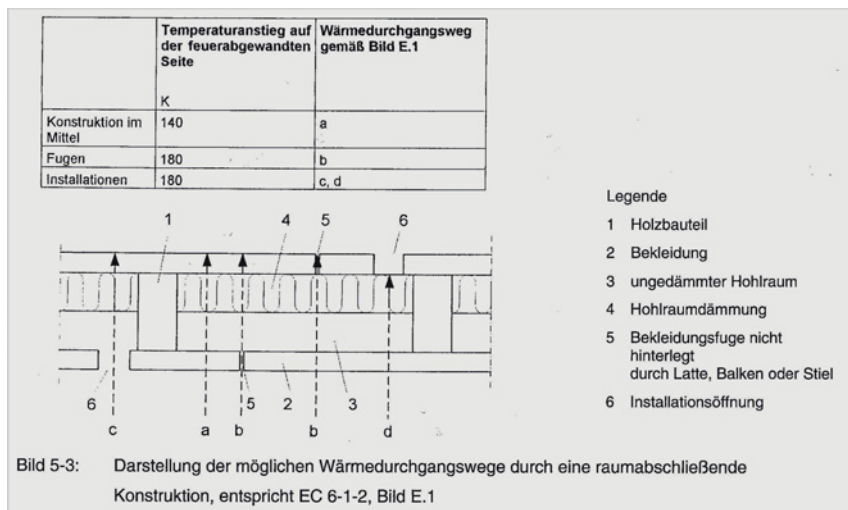 Temperaturanstieg auf Wärmedurchgangsweg
der feuerabgewandten gemäß Bild E.1
Seite
K
Konstruktion im 140 a
Mittel
Fugen 180 b
Installationen 180 c, d
1 4 5 6
6 5 2 3
c a b b d
Legende
1 Holzbauteil
2 Bekleidung
3 ungedämmter Hohlraum
4 Hohlraumdämmung
5 Bekleidungsfuge nicht
hinterlegt
durch Latte, Balken oder Stiel
6 Installationsöffnung
Bild 5-3: Darstellung der möglichen Wärmedurchgangswege durch eine raumabschließende
Konstruktion, entspricht EC 6-1-2, Bild E.1